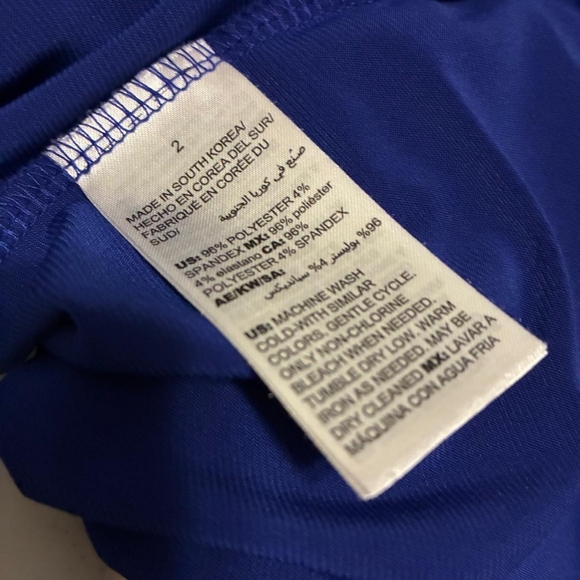 2
MADE IN SOUTH KOREA/
HECHO EN COREA DEL SUR/
FABRIQUE EN CORÉE DU
SUD/
صنع في كوريا الجنوبية
US: 96% POLYESTER 4%
SPANDEX MX: 96% poliéster
4% elastano CA: 96%
POLYESTER 4% SPANDEX
AE/KW/SA:
96% بوليستر 4% سباندكس
US: MACHINE WASH
COLD-WITH SIMILAR
COLORS, GENTLE CYCLE.
ONLY NON-CHLORINE
BLEACH WHEN NEEDED.
TUMBLE DRY LOW. WARM
IRON AS NEEDED. MAY BE
DRY CLEANED MX: LAVAR A
MÁQUINA CON AGUA FRIA